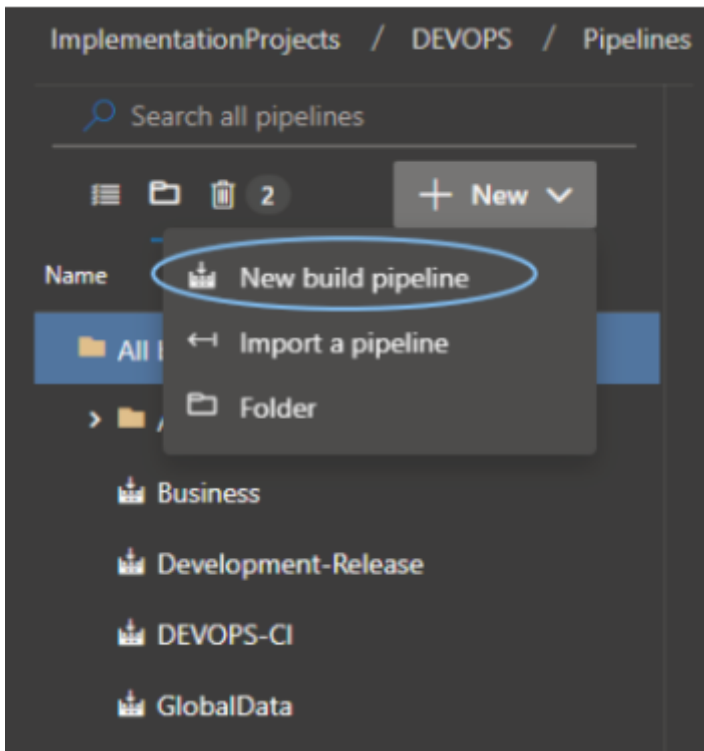 ImplementationProjects / DEVOPS / Pipelines
Search all pipelines
2 + New
Name
New build pipeline
All
Import a pipeline
Folder
Business
Development-Release
DEVOPS-CI
GlobalData